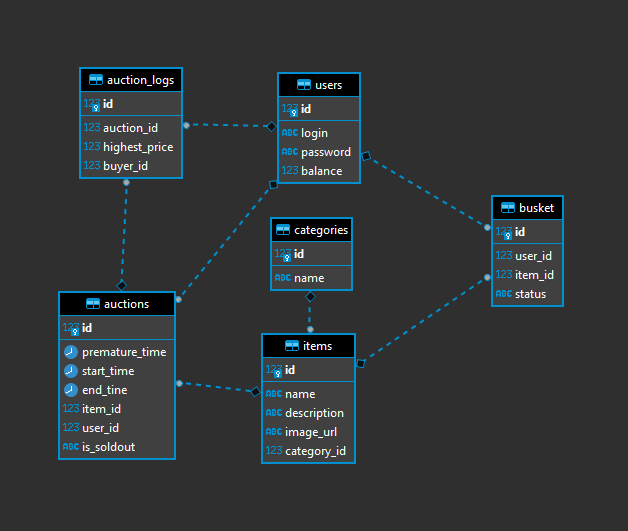 auction_logs
123 id
123 auction_id
123 highest_price
123 buyer_id
users
123 id
ABC login
ABC password
123 balance
busket
123 id
123 user_id
123 item_id
ABC status
categories
123 id
ABC name
auctions
123 id
premature_time
start_time
end_tine
123 item_id
123 user_id
ABC is_soldout
items
123 id
ABC name
ABC description
ABC image_url
123 category_id